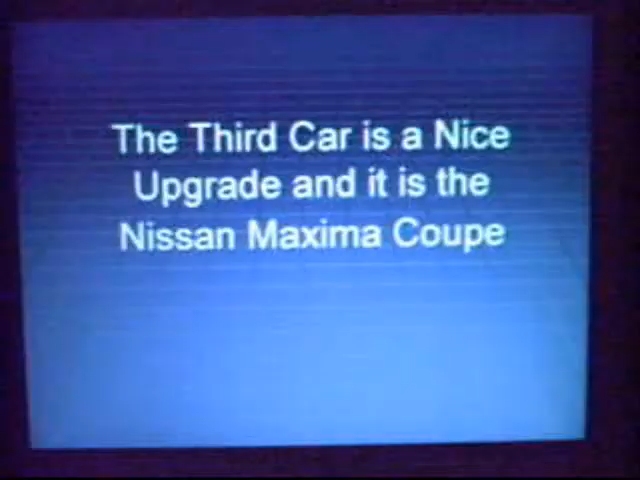 The Third Car is a Nice
Upgrade and it is the
Nissan Maxima Coupe